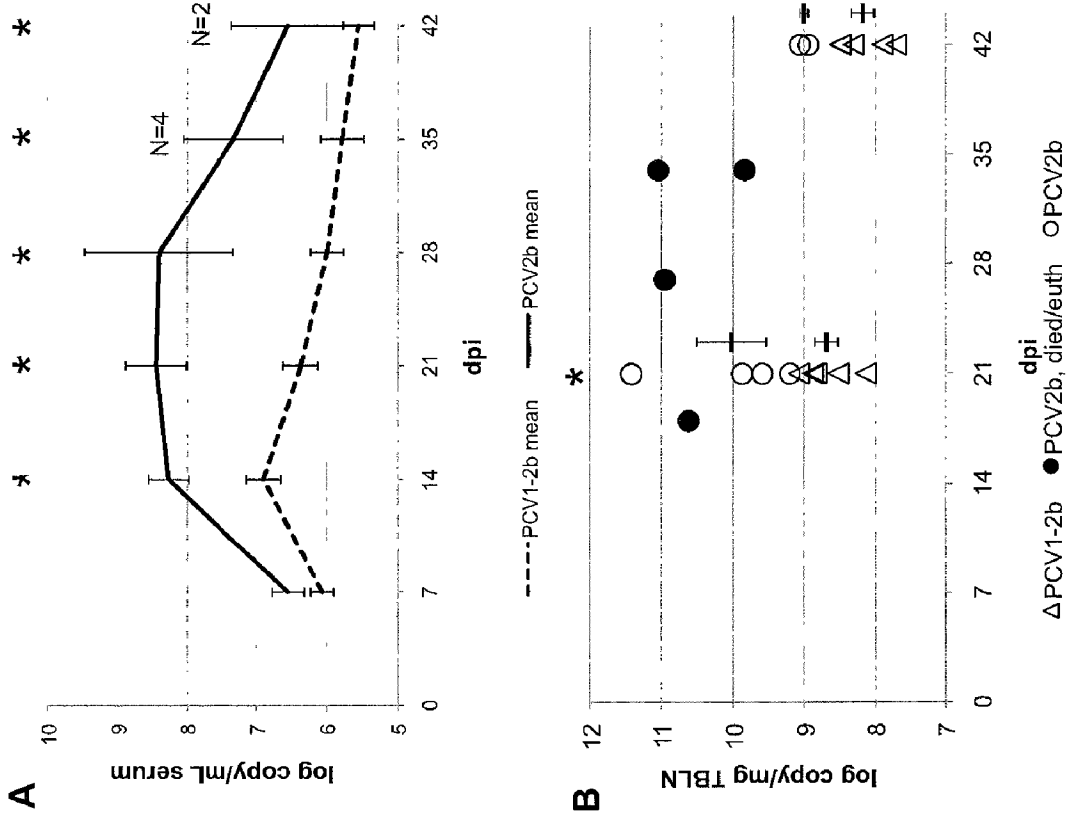 A
* * * * *
log copy/mL serum
10
9
8
7
6
5
N=4
N=2
0 7 14 21 28 35 42
dpi
PCV1-2b mean PCV2b mean
B
log copy/mg TBLN
12
11
10
9
8
7
*
0 7 14 21 28 35 42
dpi
PCV1-2b PCV2b, died/euth PCV2b